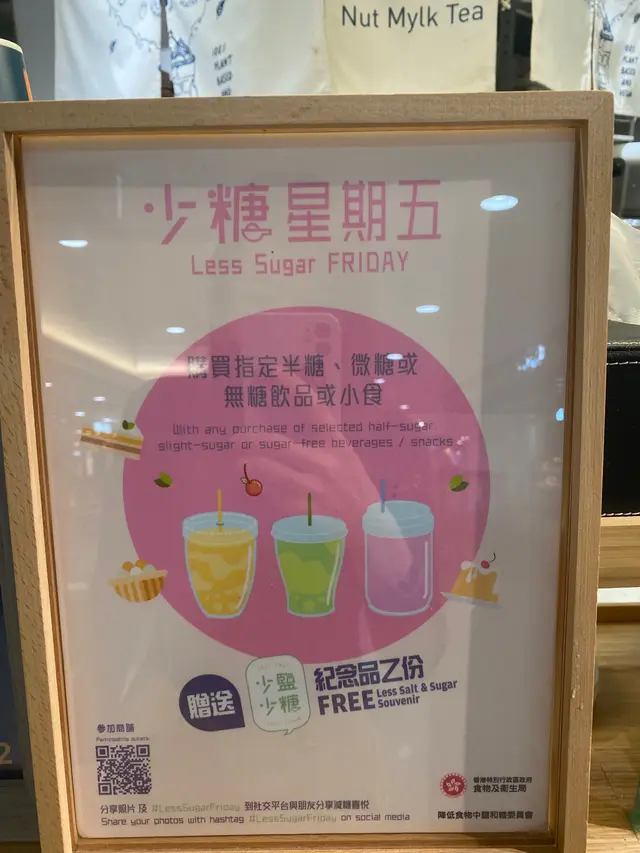 Nut Mylk Tea
少糖星期五
Less Sugar FRIDAY
購買指定半糖、微糖或
無糖飲品或小食
With any purchase of selected half-sugar,
slight-sugar or sugar-free beverages / snacks
贈送
少鹽
少糖
紀念品乙份
FREE Less Salt & Sugar
Souvenir
參加商舖
Participating outlets
香港特別行政區政府
食物及衞生局
分享照片 及 #LessSugarFriday 到社交平台與朋友分享減糖喜悅
Share your photos with hashtag #LessSugarFriday on social media
降低食物中鹽和糖委員會